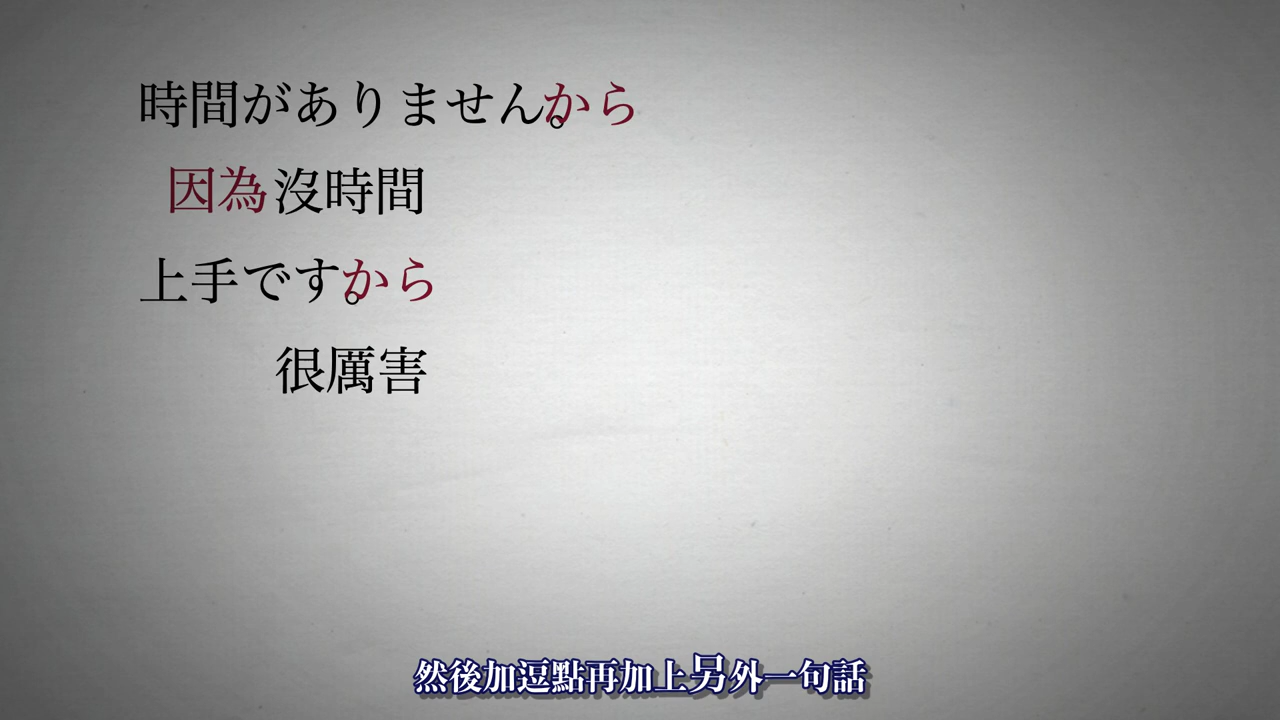 時間がありません。から
因為沒時間
上手です。から
很厲害
然後加逗點再加上另外一句話